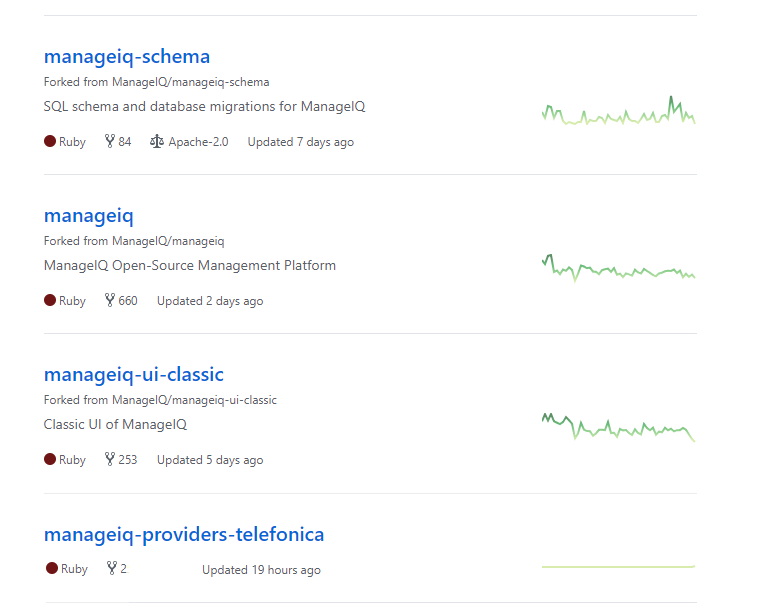 manageiq-schema
Forked from ManageIQ/manageiq-schema
SQL schema and database migrations for ManageIQ
Ruby 84 Apache-2.0 Updated 7 days ago
manageiq
Forked from ManageIQ/manageiq
ManageIQ Open-Source Management Platform
Ruby 660 Updated 2 days ago
manageiq-ui-classic
Forked from ManageIQ/manageiq-ui-classic
Classic UI of ManageIQ
Ruby 253 Updated 5 days ago
manageiq-providers-telefonica
Ruby 2 Updated 19 hours ago